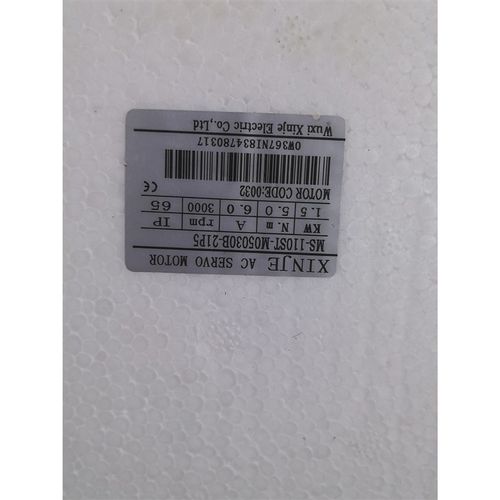 XINJE AC SERVO MOTOR
MS-110ST-M05030B-21P5
KW N.m A rpm IP
1.5 5.0 6.0 3000 65
MOTOR CODE:0032 CE
0W367N1834780317
Wuxi Xinje Electric Co.,Ltd